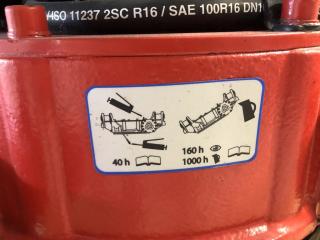 ISO 11237 2SC R16 / SAE 100R16 DN1
40 h
160 h
1000 h